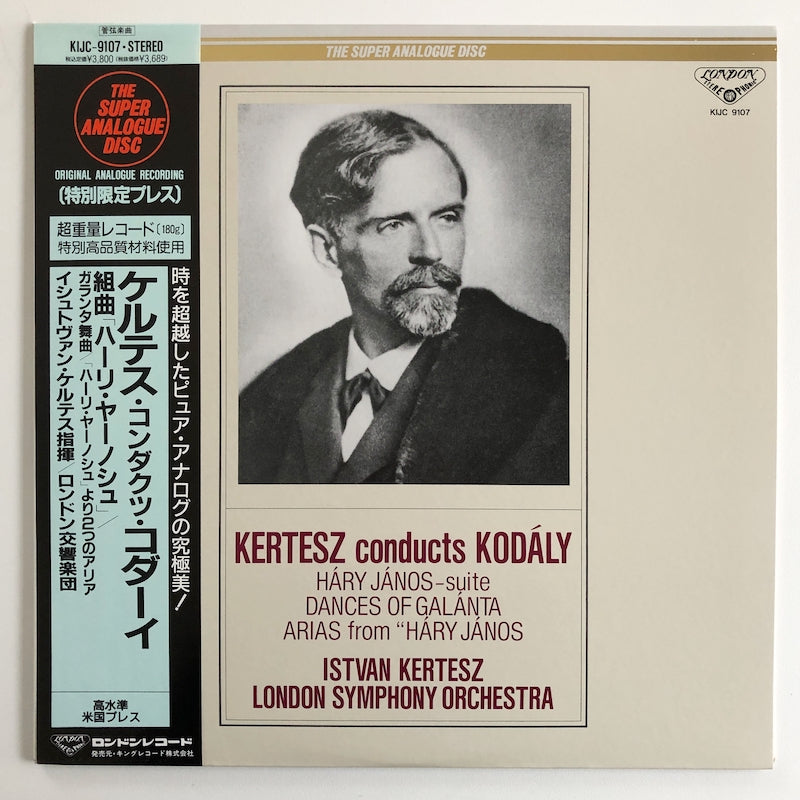 管弦楽曲
KIJC-9107・STEREO
税込定価¥3,800(税抜価格¥3,689)
THE
SUPER
ANALOGUE
DISC
ORIGINAL ANALOGUE RECORDING
(特別限定プレス)
超重量レコード(180g)
特別高品質材料使用
時を超越したピュア・アナログの究極美!
ケルテス・コンダクツ・コダーイ
組曲「ハーリ・ヤーノシュ」/
ガランタ舞曲/「ハーリ・ヤーノシュ」より2つのアリア
イシュトヴァン・ケルテス指揮/ロンドン交響楽団
高水準
米国プレス
ロンドンレコード
発売元・キングレコード株式会社
THE SUPER ANALOGUE DISC
LONDON
STEREOPHONIC
KIJC 9107
KERTESZ conducts KODÁLY
HÁRY JÁNOS-suite
DANCES OF GALÁNTA
ARIAS from “HÁRY JÁNOS
ISTVAN KERTESZ
LONDON SYMPHONY ORCHESTRA